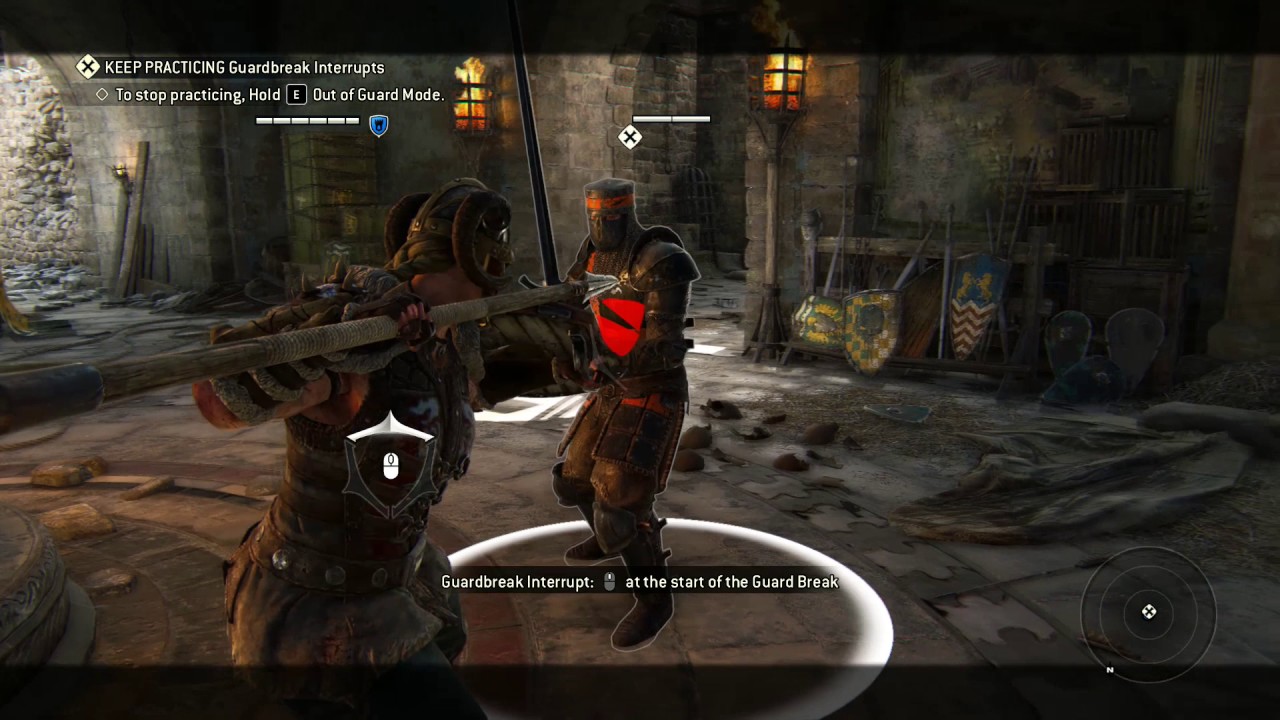 KEEP PRACTICING Guardbreak Interrupts
To stop practicing, Hold E Out of Guard Mode.
Guardbreak Interrupt: at the start of the Guard Break
N